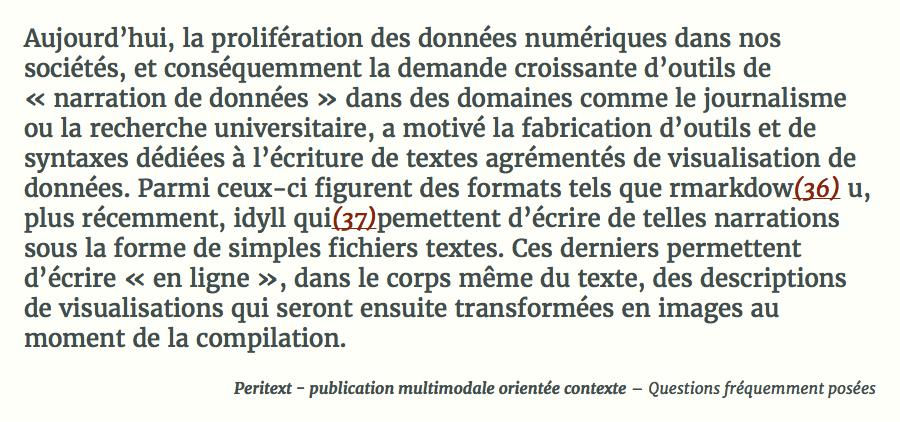 Aujourd’hui, la prolifération des données numériques dans nos
sociétés, et conséquemment la demande croissante d’outils de
« narration de données » dans des domaines comme le journalisme
ou la recherche universitaire, a motivé la fabrication d’outils et de
syntaxes dédiées à l’écriture de textes agrémentés de visualisation de
données. Parmi ceux-ci figurent des formats tels que rmarkdow(36) u,
plus récemment, idyll qui(37)pemettent d’écrire de telles narrations
sous la forme de simples fichiers textes. Ces derniers permettent
d’écrire « en ligne », dans le corps même du texte, des descriptions
de visualisations qui seront ensuite transformées en images au
moment de la compilation.
Peritext - publication multimodale orientée contexte – Questions fréquemment posées